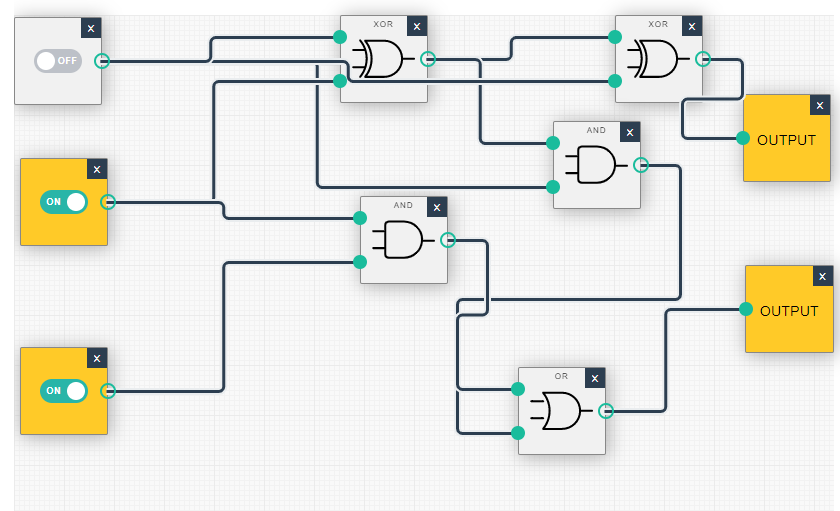 XOR X
XOR X
X
OFF
AND X
X
OUTPUT
X
ON
AND X
X
OUTPUT
X
ON
OR X